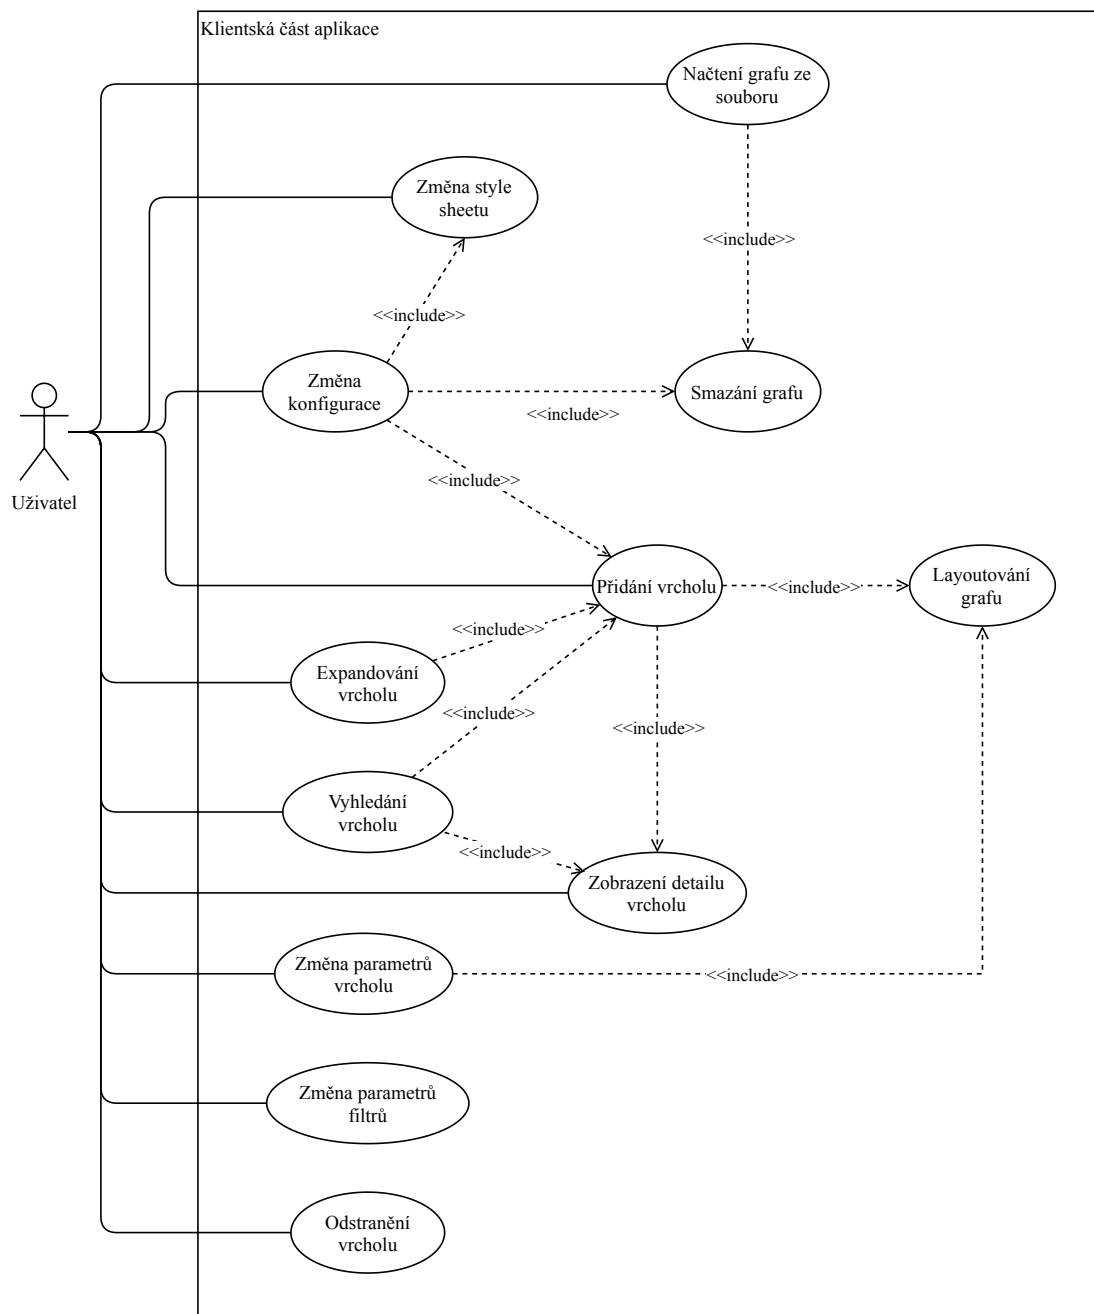 Klientská část aplikace
Načtení grafu ze
souboru
Změna style
sheetu
<<include>>
<<include>>
Změna
konfigurace
Smazání grafu
<<include>>
Uživatel
<<include>>
Přidání vrcholu
<<include>>
Layoutování
grafu
<<include>>
Expandování
vrcholu
<<include>>
<<include>>
Vyhledání
vrcholu
<<include>>
Zobrazení detailu
vrcholu
Změna parametrů
vrcholu
<<include>>
Změna parametrů
filtrů
Odstranění
vrcholu